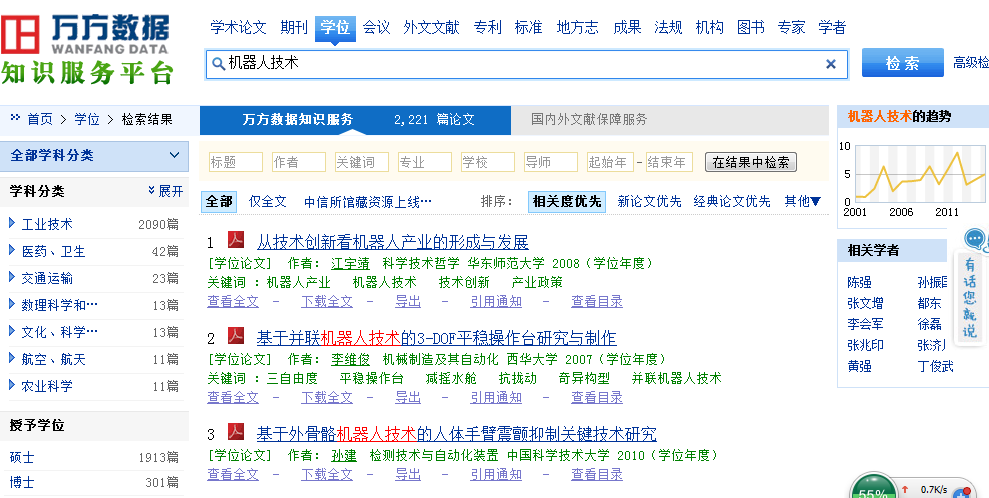 万方数据
WANFANG DATA
知识服务平台
学术论文 期刊 学位 会议 外文文献 专利 标准 地方志 成果 法规 机构 图书 专家 学者
机器人技术
检索
高级检
首页 > 学位 > 检索结果
万方数据知识服务 2,221 篇论文 国内外文献保障服务
全部学科分类
标题 作者 关键词 专业 学校 导师 起始年 - 结束年 在结果中检索
学科分类 展开
全部 仅全文 中信所馆藏资源上线… 排序: 相关度优先 新论文优先 经典论文优先 其他▼
工业技术 2090篇
医药、卫生 42篇
交通运输 23篇
数理科学和… 13篇
文化、科学… 13篇
航空、航天 11篇
农业科学 11篇
授予学位
硕士 1913篇
博士 301篇
1 从技术创新看机器人产业的形成与发展
[学位论文] 作者: 江宇靖 科学技术哲学 华东师范大学 2008(学位年度)
关键词 : 机器人产业 机器人技术 技术创新 产业政策
查看全文 - 下载全文 - 导出 - 引用通知 - 查看目录
2 基于并联机器人技术的3-DOF平稳操作台研究与制作
[学位论文] 作者: 李维俊 机械制造及其自动化 西华大学 2007(学位年度)
关键词 : 三自由度 平稳操作台 减摇水舱 抗拢动 奇异构型 并联机器人技术
查看全文 - 下载全文 - 导出 - 引用通知 - 查看目录
3 基于外骨骼机器人技术的人体手臂震颤抑制关键技术研究
[学位论文] 作者: 孙建 检测技术与自动化装置 中国科学技术大学 2010(学位年度)
查看全文 - 下载全文 - 导出 - 引用通知 - 查看目录
机器人技术的趋势
10
5
0
2001 2006 2011
相关学者
陈强 孙振
张文增 都东
李会军 徐磊
张兆印 张济
黄强 丁俊武
有话您就说
55%
0.7K/s